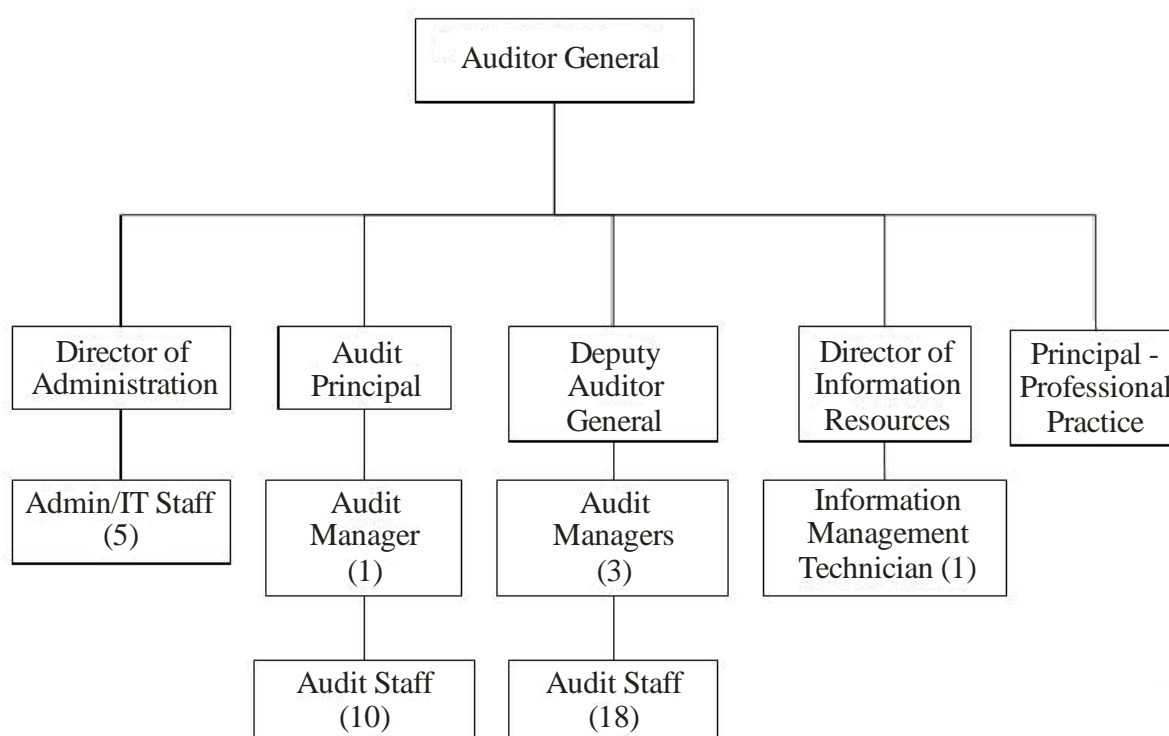 Auditor General
Director of
Administration
Audit
Principal
Deputy
Auditor
General
Director of
Information
Resources
Principal -
Professional
Practice
Admin/IT Staff
(5)
Audit
Manager
(1)
Audit
Managers
(3)
Information
Management
Technician (1)
Audit Staff
(10)
Audit Staff
(18)